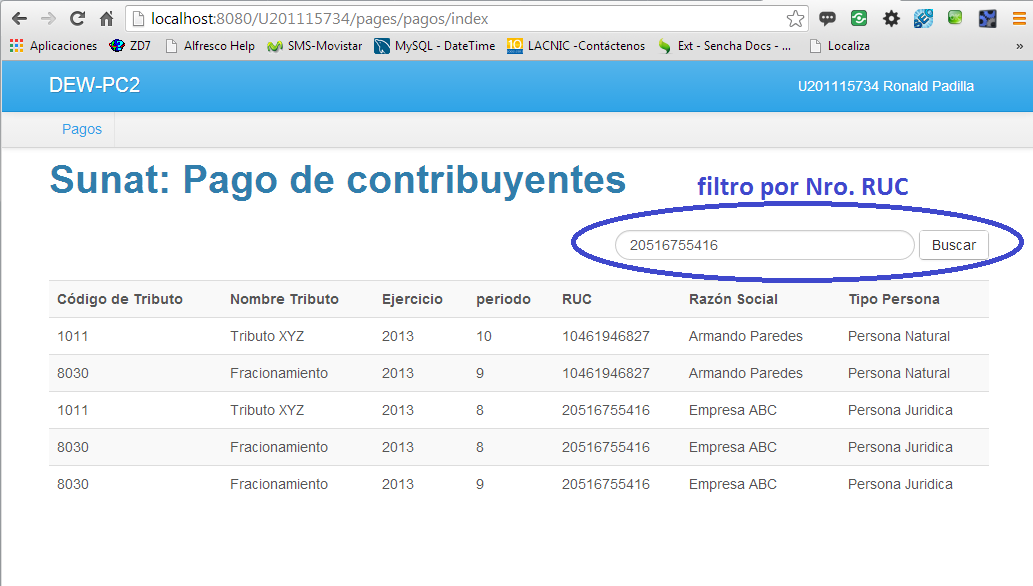 localhost:8080/U201115734/pages/pagos/index
Aplicaciones ZD7 Alfresco Help SMS-Movistar MySQL - DateTime 10 LACNIC -Contáctenos Ext - Sencha Docs - ... Localiza »
DEW-PC2 U201115734 Ronald Padilla
Pagos
Sunat: Pago de contribuyentes
filtro por Nro. RUC
20516755416 Buscar
Código de Tributo Nombre Tributo Ejercicio periodo RUC Razón Social Tipo Persona
1011 Tributo XYZ 2013 10 10461946827 Armando Paredes Persona Natural
8030 Fracionamiento 2013 9 10461946827 Armando Paredes Persona Natural
1011 Tributo XYZ 2013 8 20516755416 Empresa ABC Persona Juridica
8030 Fracionamiento 2013 8 20516755416 Empresa ABC Persona Juridica
8030 Fracionamiento 2013 9 20516755416 Empresa ABC Persona Juridica